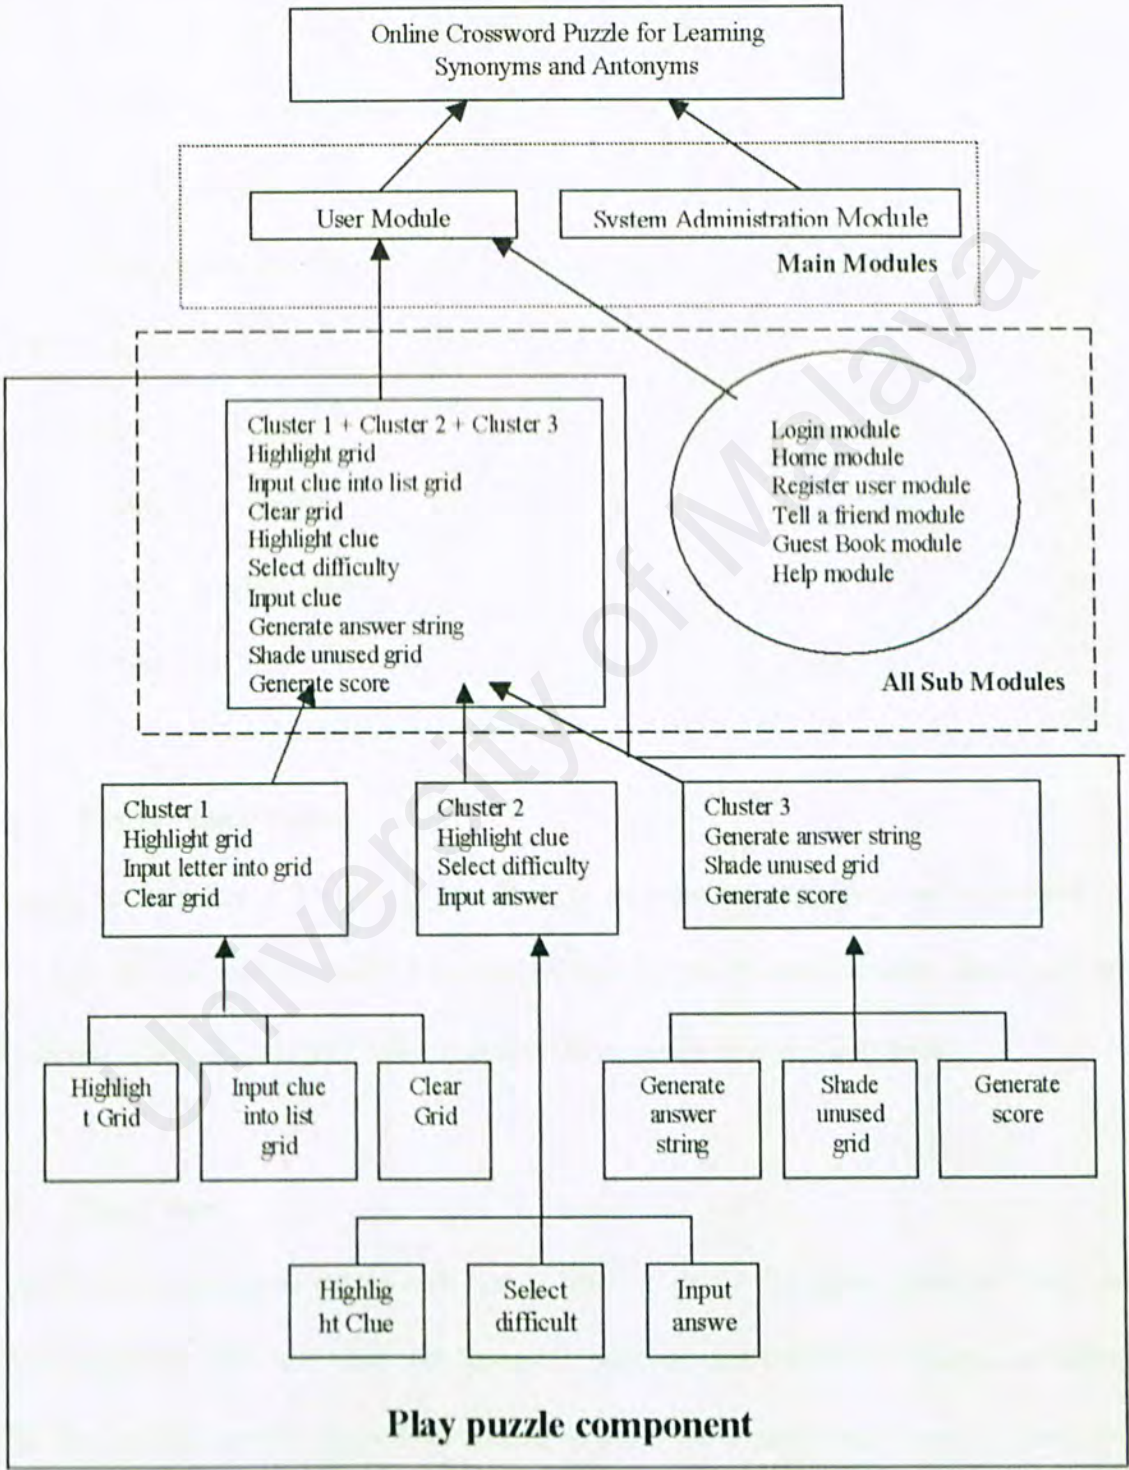 Online Crossword Puzzle for Learning
Synonyms and Antonyms
User Module
System Administration Module
Main Modules
Cluster 1 + Cluster 2 + Cluster 3
Highlight grid
Input clue into list grid
Clear grid
Highlight clue
Select difficulty
Input clue
Generate answer string
Shade unused grid
Generate score
Login module
Home module
Register user module
Tell a friend module
Guest Book module
Help module
All Sub Modules
Cluster 1
Highlight grid
Input letter into grid
Clear grid
Cluster 2
Highlight clue
Select difficulty
Input answer
Cluster 3
Generate answer string
Shade unused grid
Generate score
Highligh
t Grid
Input clue
into list
grid
Clear
Grid
Generate
answer
string
Shade
unused
grid
Generate
score
Highlig
ht Clue
Select
difficult
Input
answe
Play puzzle component
University of Malaya